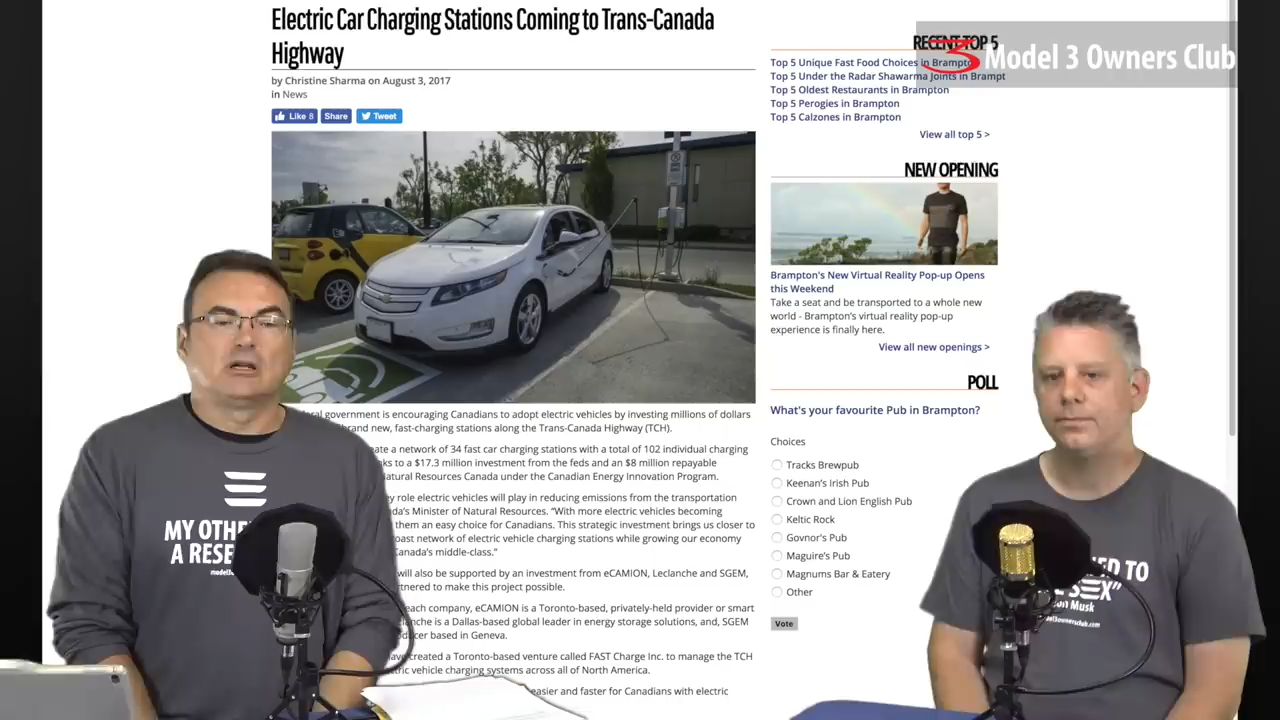 Electric Car Charging Stations Coming to Trans-Canada
Highway
by Christine Sharma on August 3, 2017
in News
Like 8 Share Tweet
RECENT TOP 5
3 Model 3 Owners Club
Top 5 Unique Fast Food Choices in Brampto
Top 5 Under the Radar Shawarma Joints in Brampt
Top 5 Oldest Restaurants in Brampton
Top 5 Perogies in Brampton
Top 5 Calzones in Brampton
View all top 5 >
NEW OPENING
Brampton's New Virtual Reality Pop-up Opens
this Weekend
Take a seat and be transported to a whole new
world - Brampton's virtual reality pop-up
experience is finally here.
View all new openings >
POLL
What's your favourite Pub in Brampton?
Choices
Tracks Brewpub
Keenan's Irish Pub
Crown and Lion English Pub
Keltic Rock
Govnor's Pub
Maguire's Pub
Magnums Bar & Eatery
Other
Vote
government is encouraging Canadians to adopt electric vehicles by investing millions of dollars
brand new, fast-charging stations along the Trans-Canada Highway (TCH).
a network of 34 fast car charging stations with a total of 102 individual charging
to a $17.3 million investment from the feds and an $8 million repayable
Natural Resources Canada under the Canadian Energy Innovation Program.
role electric vehicles will play in reducing emissions from the transportation
Minister of Natural Resources. “With more electric vehicles becoming
them an easy choice for Canadians. This strategic investment brings us closer to
network of electric vehicle charging stations while growing our economy
Canada's middle-class.”
will also be supported by an investment from eCAMION, Leclanche and SGEM,
to make this project possible.
each company, eCAMION is a Toronto-based, privately-held provider or smart
is a Dallas-based global leader in energy storage solutions, and, SGEM
based in Geneva.
created a Toronto-based venture called FAST Charge Inc. to manage the TCH
vehicle charging systems across all of North America.
easier and faster for Canadians with electric
MY OTHE
A RESE
model3
ED TO
on Musk
del3ownersclub.com